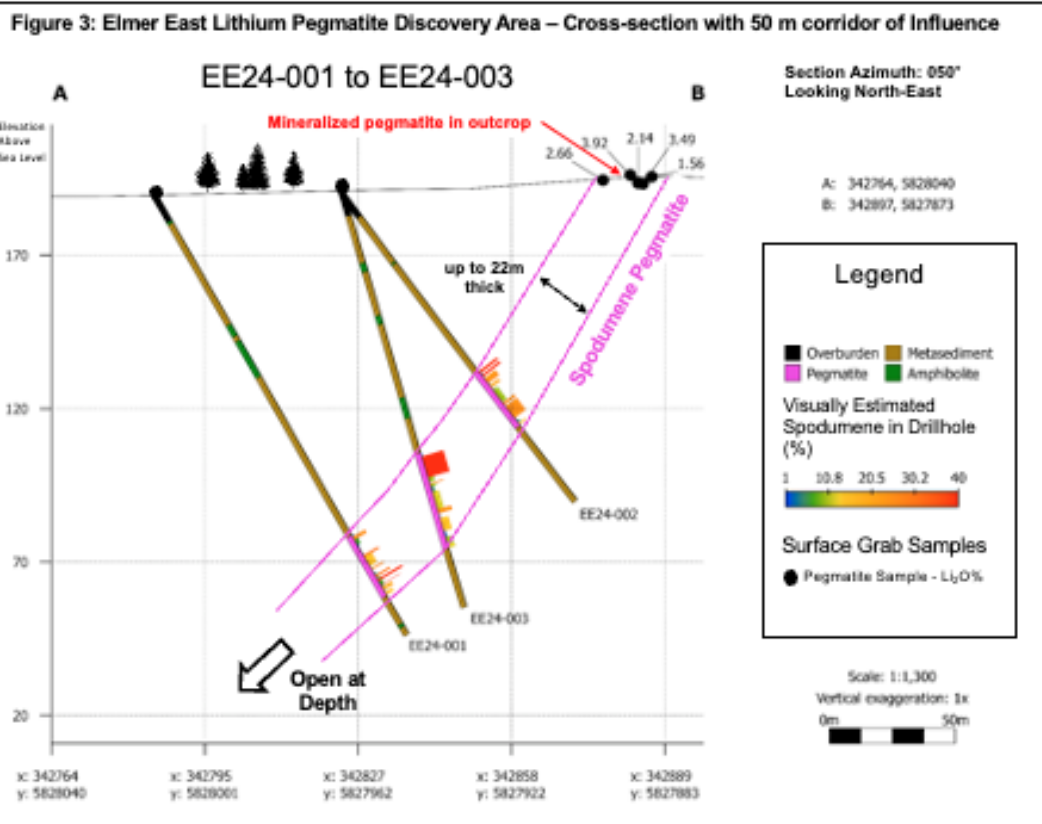 Figure 3: Elmer East Lithium Pegmatite Discovery Area – Cross-section with 50 m corridor of Influence
EE24-001 to EE24-003
Section Azimuth: 050°
Looking North-East
A
B
Elevation
Above
Sea Level
Mineralized pegmatite in outcrop
2.66
3.92
2.14
3.49
1.56
A: 342764, 5828040
B: 342897, 5827873
170
120
70
20
up to 22m
thick
Spodumene Pegmatite
EE24-002
EE24-003
EE24-001
Open at
Depth
Legend
Overburden
Metasediment
Pegmatite
Amphibolite
Visually Estimated
Spodumene in Drillhole
(%)
1 10.8 20.5 30.2 40
Surface Grab Samples
Pegmatite Sample - Li₂O%
Scale: 1:1,300
Vertical exaggeration: 1x
0m 50m
x: 342764 x: 342795 x: 342827 x: 342858 x: 342889
y: 5828040 y: 5828001 y: 5827962 y: 5827922 y: 5827883